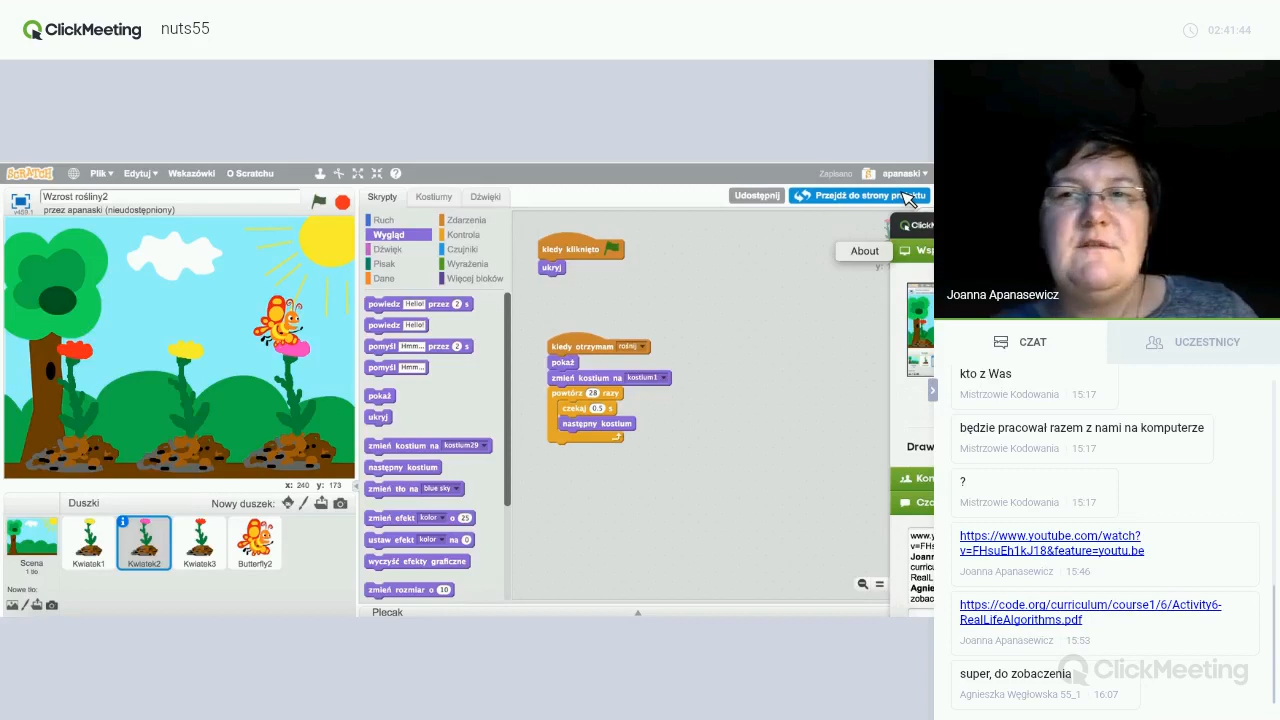 ClickMeeting
nuts55
02:41:44
SCRATCH
Plik
Edytuj
Wskazówki
O Scratchu
Zapisano
apanaski
v459.1
Wzrost rośliny2
przez apanaski (nieudostępniony)
Skrypty
Kostiumy
Dźwięki
Udostępnij
Przejdź do strony projektu
Ruch
Zdarzenia
Wygląd
Kontrola
Dźwięk
Czujniki
Pisak
Wyrażenia
Dane
Więcej bloków
powiedz Hello! przez 2 s
powiedz Hello!
pomyśl Hmm... przez 2 s
pomyśl Hmm...
pokaż
ukryj
zmień kostium na kostium29
następny kostium
zmień tło na blue sky
zmień efekt kolor o 25
ustaw efekt kolor na 0
wyczyść efekty graficzne
zmień rozmiar o 10
kiedy kliknięto
ukryj
kiedy otrzymam rośnij
pokaż
zmień kostium na kostium1
powtórz 28 razy
czekaj 0.5 s
następny kostium
About
y:
Draw
x: 240 y: 173
Duszki
Nowy duszek:
Scena
1 tło
Nowe tło:
Kwiatek1
Kwiatek2
Kwiatek3
Butterfly2
Plecak
Joanna Apanasewicz
CZAT
UCZESTNICY
kto z Was
Mistrzowie Kodowania 15:17
będzie pracował razem z nami na komputerze
Mistrzowie Kodowania 15:17
?
Mistrzowie Kodowania 15:17
https://www.youtube.com/watch?
v=FHsuEh1kJ18&feature=youtu.be
Joanna Apanasewicz 15:46
https://code.org/curriculum/course1/6/Activity6-
RealLifeAlgorithms.pdf
Joanna Apanasewicz 15:53
super, do zobaczenia
Agnieszka Węgłowska 55_1 16:07
ClickMeeting